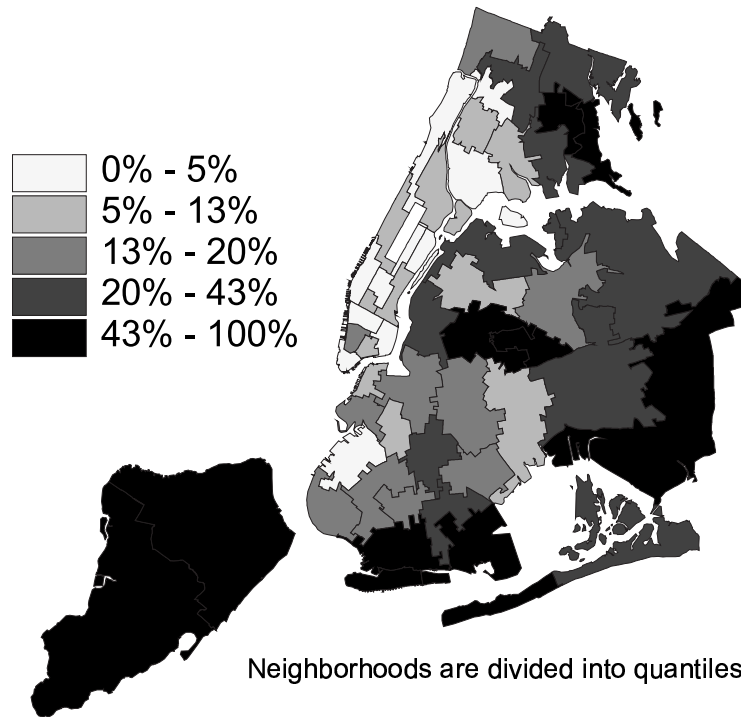 0% - 5%
5% - 13%
13% - 20%
20% - 43%
43% - 100%
Neighborhoods are divided into quantiles